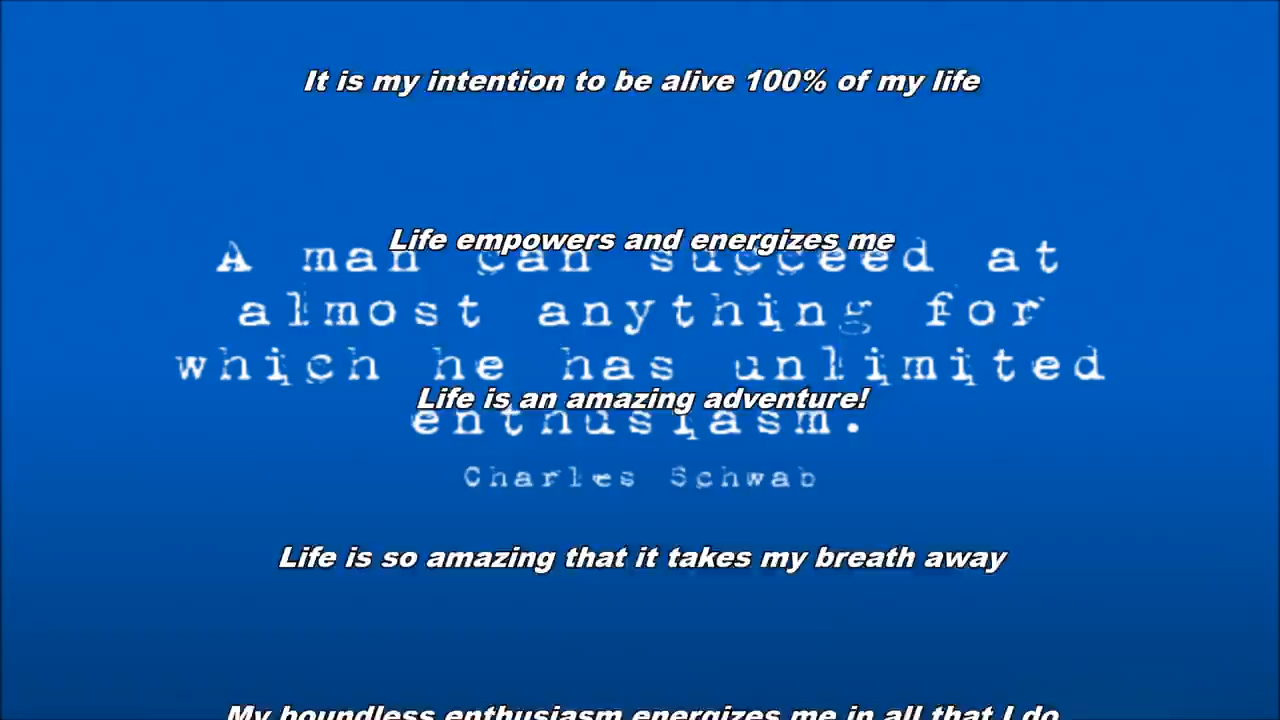 It is my intention to be alive 100% of my life
Life empowers and energizes me
A man can succeed at
almost anything for
which he has unlimited
Life is an amazing adventure!
enthusiasm.
Charles Schwab
Life is so amazing that it takes my breath away
My boundless enthusiasm energizes me in all that I do